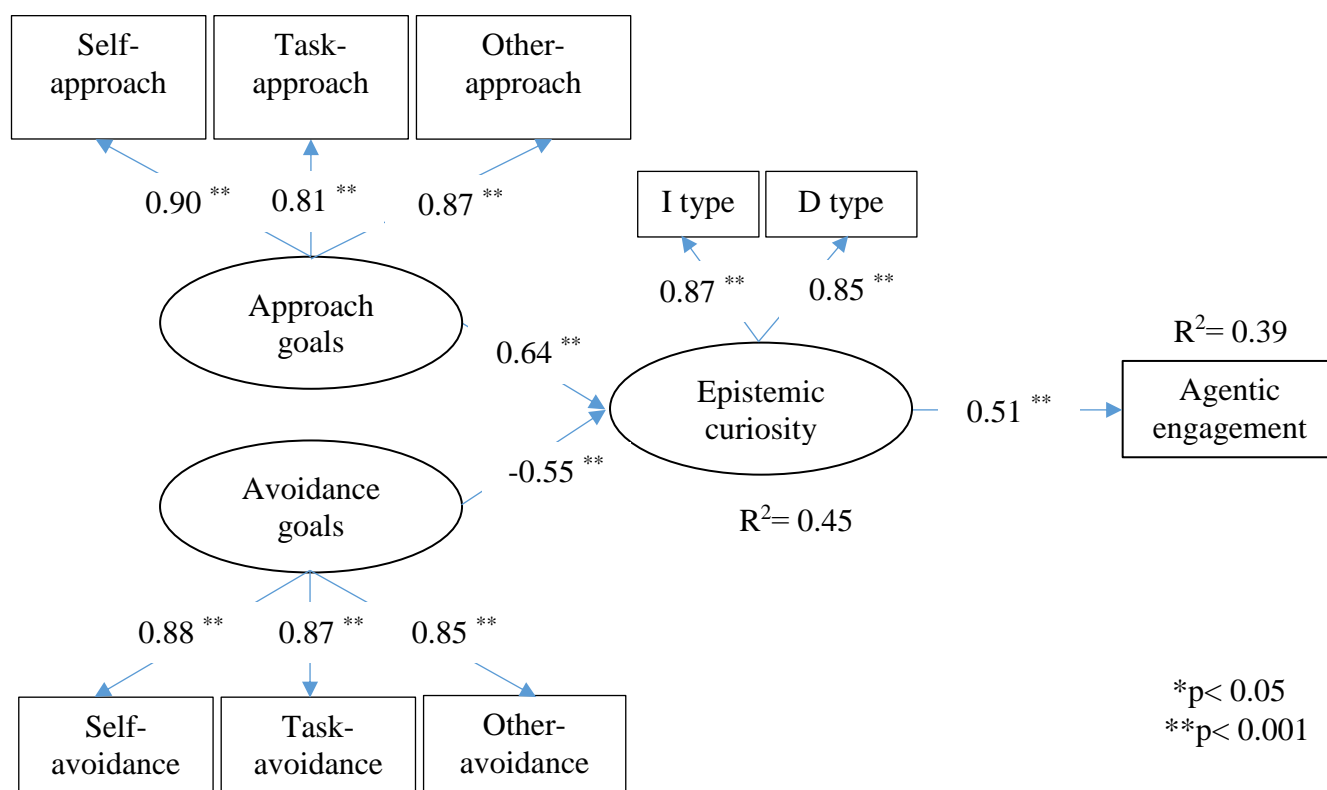 Self-
approach
Task-
approach
Other-
approach
0.90 **
0.81 **
0.87 **
I type
D type
0.87 **
0.85 **
Approach
goals
0.64 **
Epistemic
curiosity
R²= 0.45
0.51 **
R²= 0.39
Agentic
engagement
Avoidance
goals
-0.55 **
0.88 **
0.87 **
0.85 **
Self-
avoidance
Task-
avoidance
Other-
avoidance
*p< 0.05
**p< 0.001